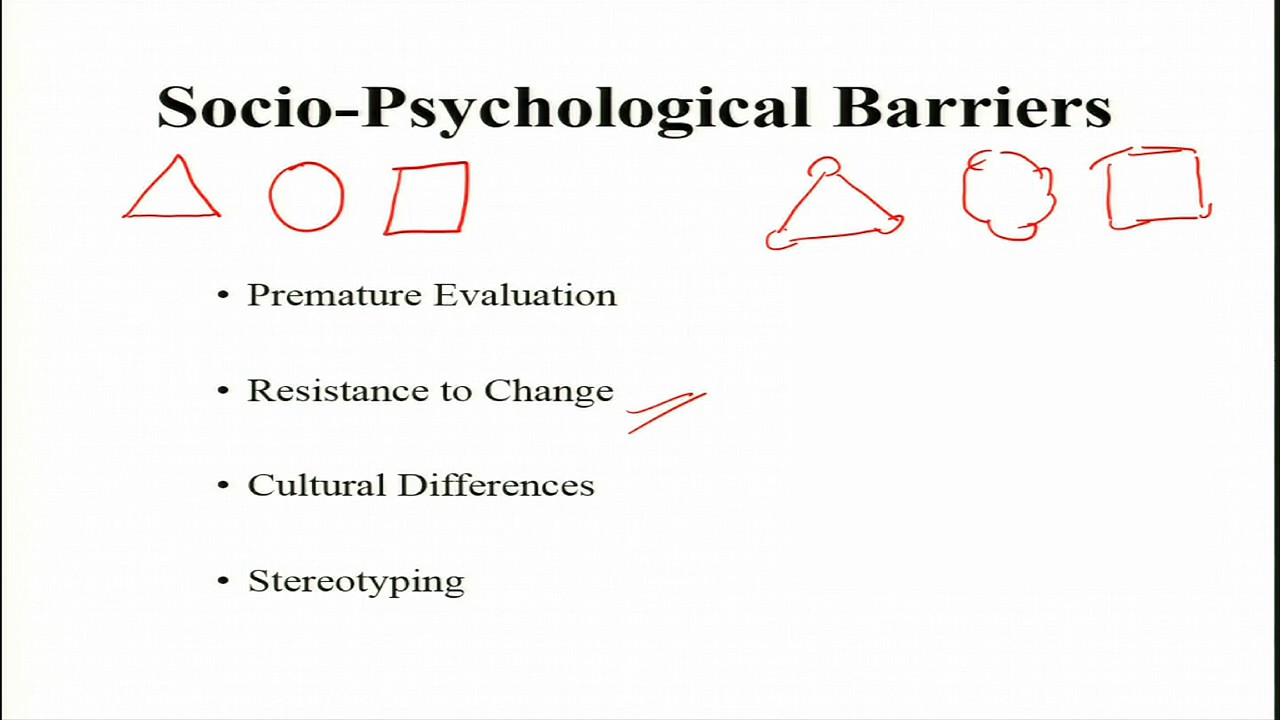 Socio-Psychological Barriers
• Premature Evaluation
• Resistance to Change
• Cultural Differences
• Stereotyping